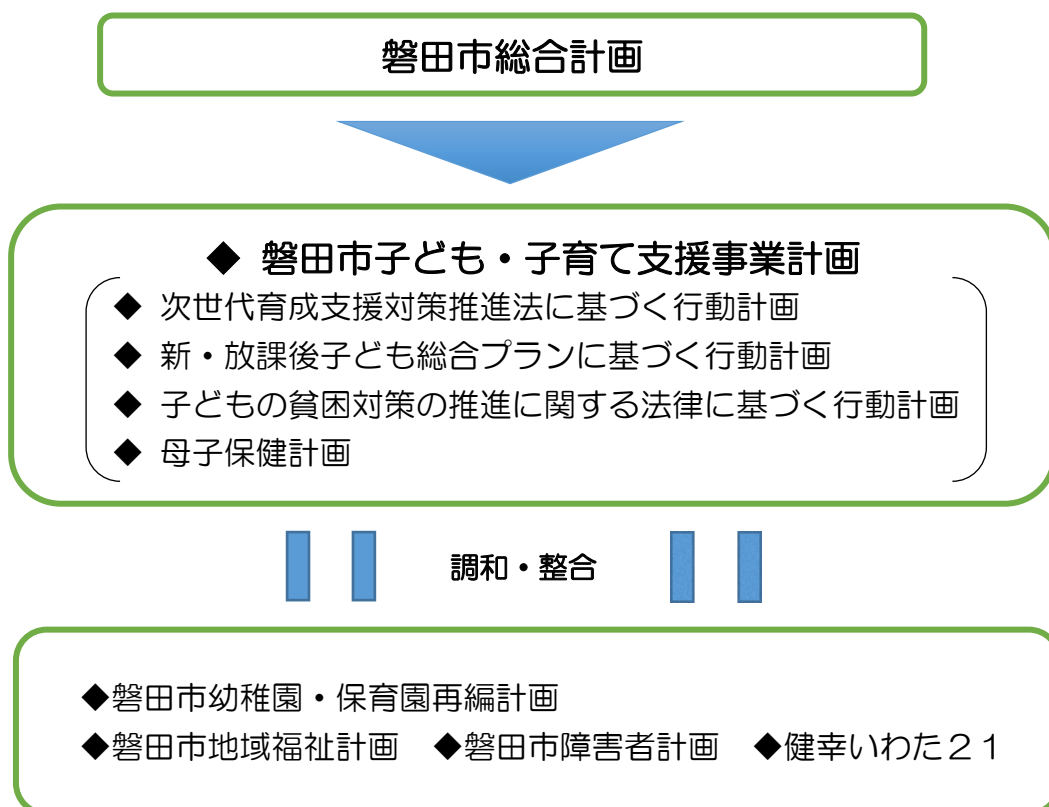 磐田市総合計画
◆ 磐田市子ども・子育て支援事業計画
◆ 次世代育成支援対策推進法に基づく行動計画
◆ 新・放課後子ども総合プランに基づく行動計画
◆ 子どもの貧困対策の推進に関する法律に基づく行動計画
◆ 母子保健計画
調和・整合
◆磐田市幼稚園・保育園再編計画
◆磐田市地域福祉計画 ◆磐田市障害者計画 ◆健幸いわた２１